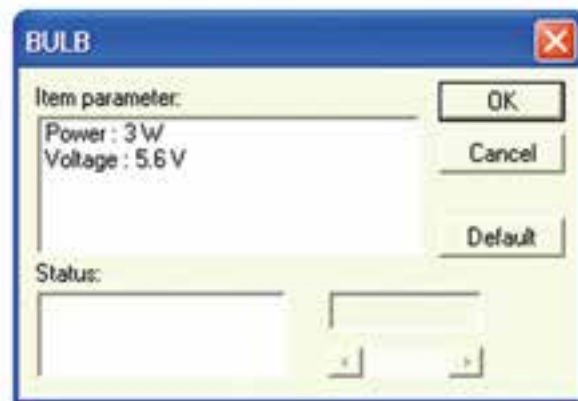 BULB
Item parameter:
OK
Power : 3 W
Voltage : 5.6 V
Cancel
Default
Status: